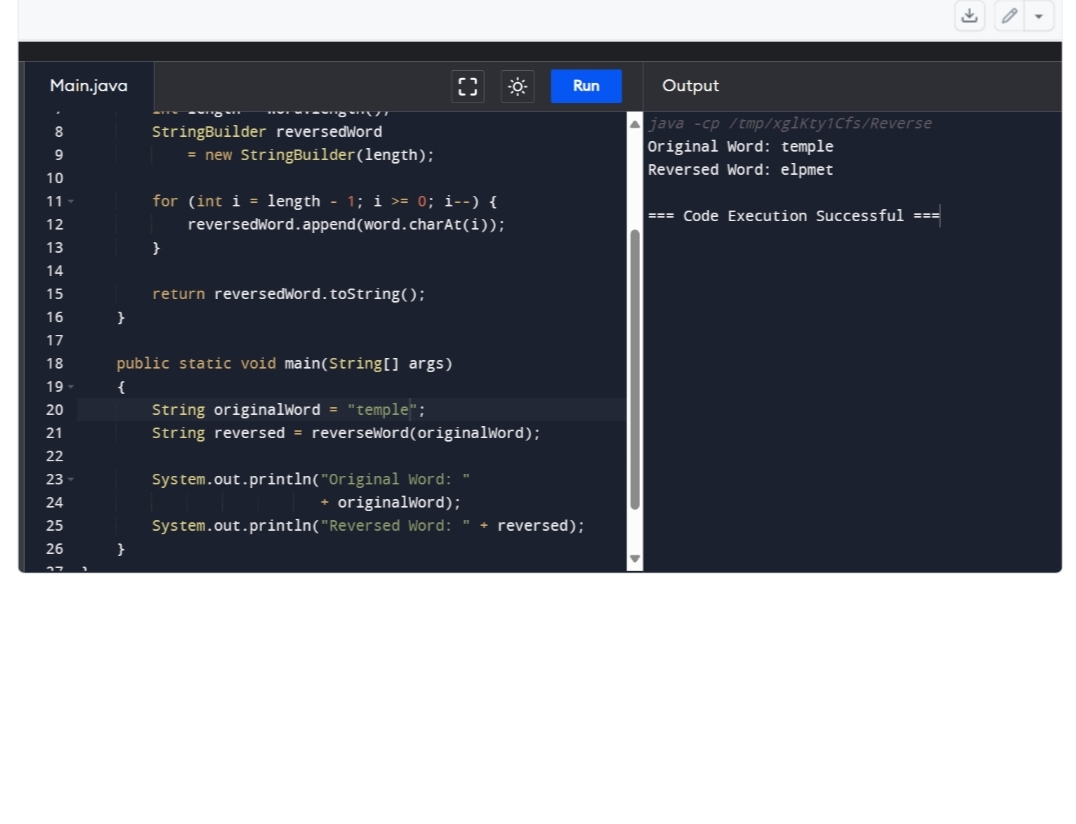 Main.java
Run
Output
8 StringBuilder reversedWord
9 = new StringBuilder(length);
10
11 for (int i = length - 1; i >= 0; i--) {
12 reversedWord.append(word.charAt(i));
13 }
14
15 return reversedWord.toString();
16 }
17
18 public static void main(String[] args)
19 {
20 String originalWord = "temple";
21 String reversed = reverseWord(originalWord);
22
23 System.out.println("Original Word: "
24 + originalWord);
25 System.out.println("Reversed Word: " + reversed);
26 }
27 }
java -cp /tmp/xglKty1Cfs/Reverse
Original Word: temple
Reversed Word: elpmet
=== Code Execution Successful ===